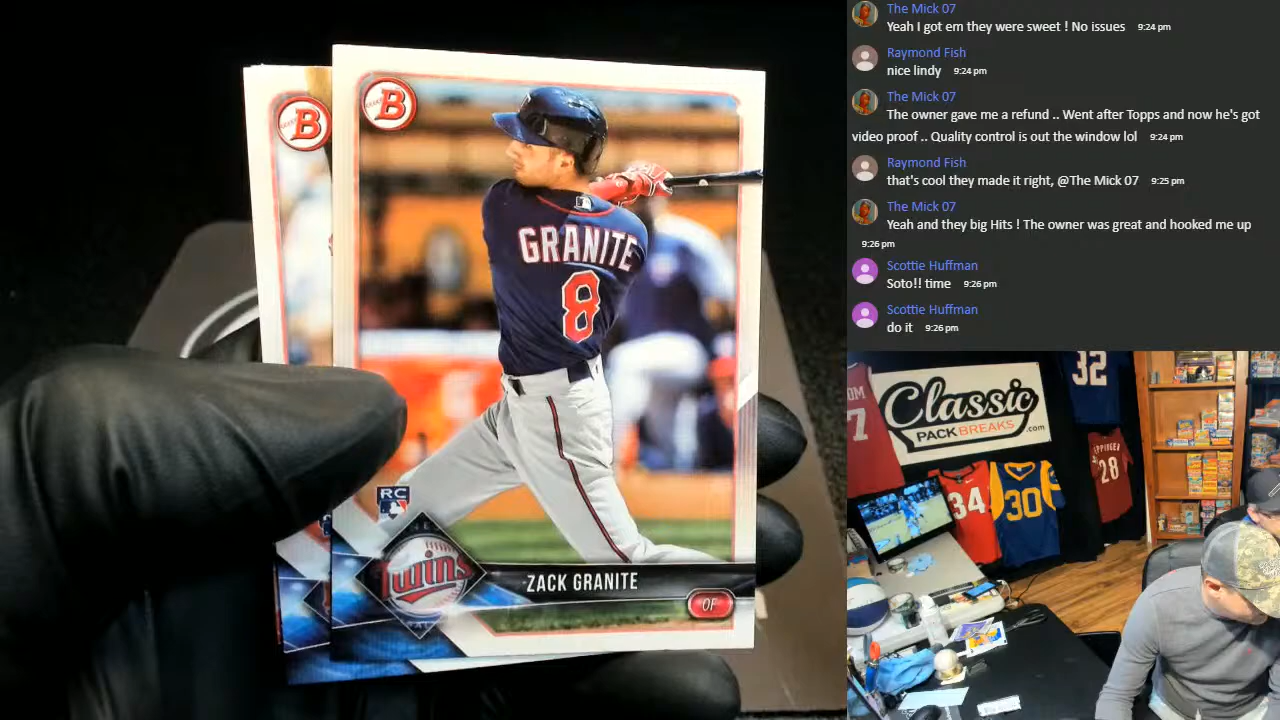 B
B
GRANITE
8
RC
Twins
ZACK GRANITE
OF
The Mick 07
Yeah I got em they were sweet ! No issues 9:24 pm
Raymond Fish
nice lindy 9:24 pm
The Mick 07
The owner gave me a refund .. Went after Topps and now he's got
video proof .. Quality control is out the window lol 9:24 pm
Raymond Fish
that's cool they made it right, @The Mick 07 9:25 pm
The Mick 07
Yeah and they big Hits ! The owner was great and hooked me up
9:26 pm
Scottie Huffman
Soto!! time 9:26 pm
Scottie Huffman
do it 9:26 pm
32
OM
7
Classic
PACK BREAKS .com
28
34
30